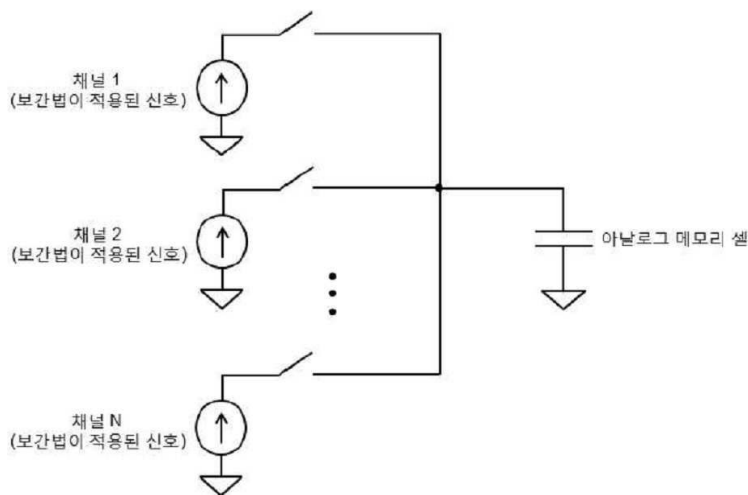 채널 1
(보간법이 적용된 신호)
채널 2
(보간법이 적용된 신호)
아날로그 메모리 셀
채널 N
(보간법이 적용된 신호)